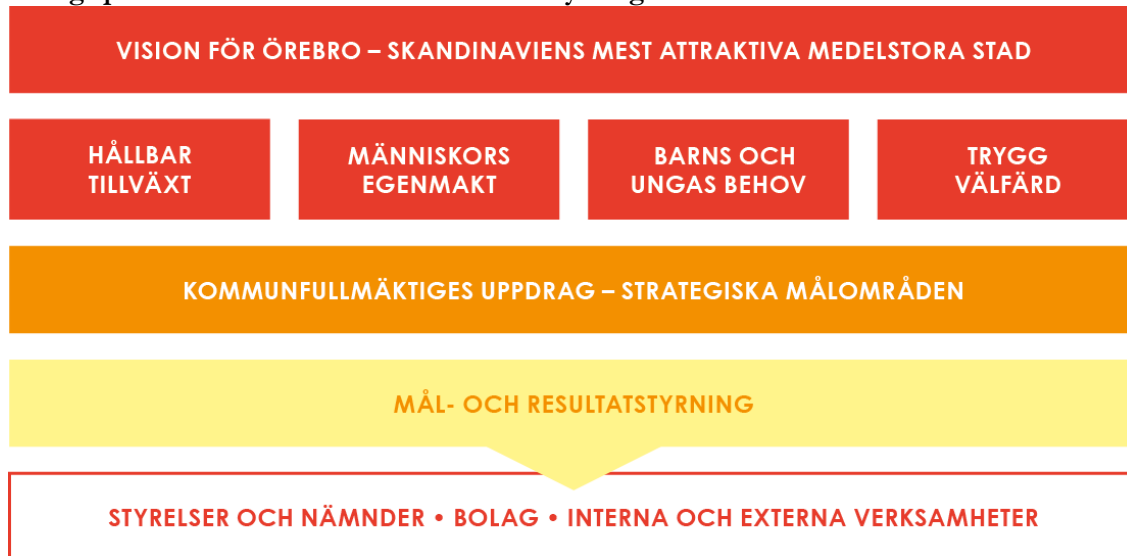 VISION FÖR ÖREBRO – SKANDINAVIENS MEST ATTRAKTIVA MEDELSTORA STAD
HÅLLBAR
TILLVÄXT
MÄNNISKORS
EGENMAKT
BARNS OCH
UNGAS BEHOV
TRYGG
VÄLFÄRD
KOMMUNFULLMÄKTIGES UPPDRAG – STRATEGISKA MÅLOMRÅDEN
MÅL- OCH RESULTATSTYRNING
STYRELSER OCH NÄMNDER • BOLAG • INTERNA OCH EXTERNA VERKSAMHETER